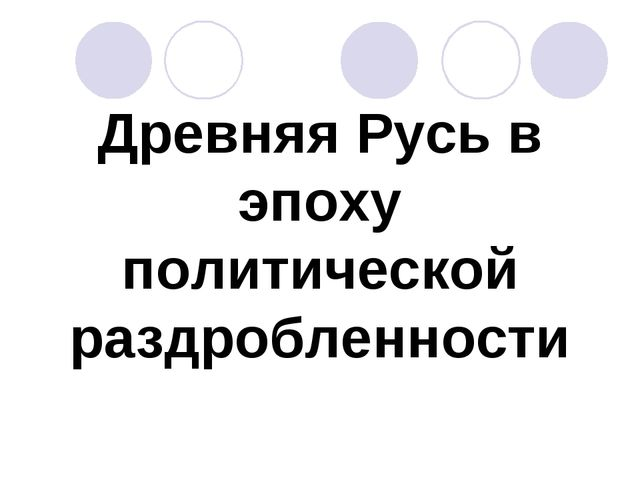 Древняя Русь в
эпоху
политической
раздробленности